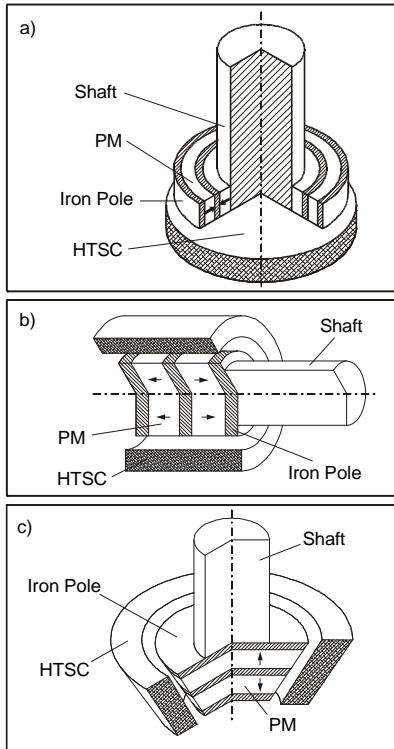 a)
Shaft
PM
Iron Pole
HTSC
b)
Shaft
PM
HTSC
Iron Pole
c)
Shaft
Iron Pole
HTSC
PM